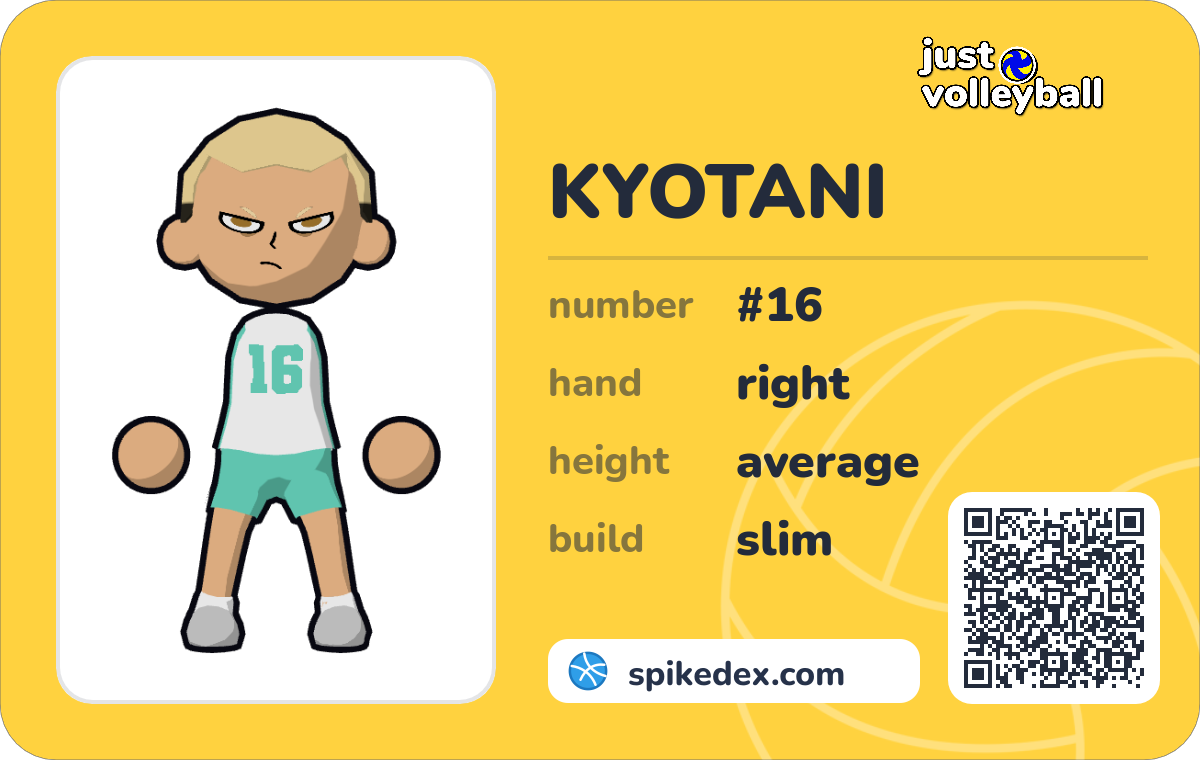 just
volleyball
KYOTANI
number #16
hand right
height average
build slim
16
spikedex.com